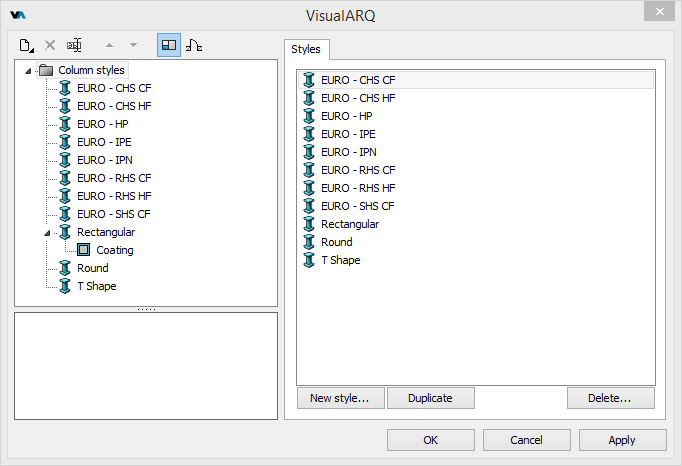 VisualARQ
Styles
Column styles
EURO - CHS CF
EURO - CHS HF
EURO - HP
EURO - IPE
EURO - IPN
EURO - RHS CF
EURO - RHS HF
EURO - SHS CF
Rectangular
Coating
Round
T Shape
EURO - CHS CF
EURO - CHS HF
EURO - HP
EURO - IPE
EURO - IPN
EURO - RHS CF
EURO - RHS HF
EURO - SHS CF
Rectangular
Round
T Shape
New style... Duplicate Delete...
OK Cancel Apply